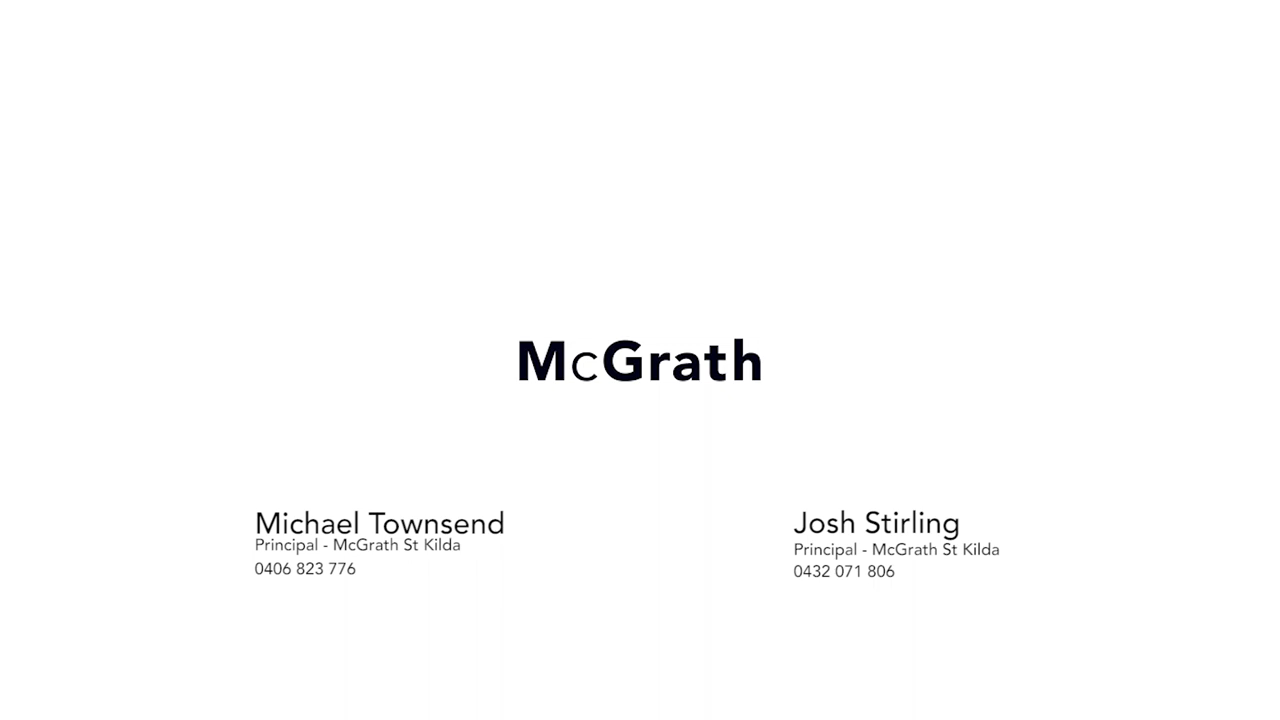 McGrath
Michael Townsend
Principal - McGrath St Kilda
0406 823 776
Josh Stirling
Principal - McGrath St Kilda
0432 071 806